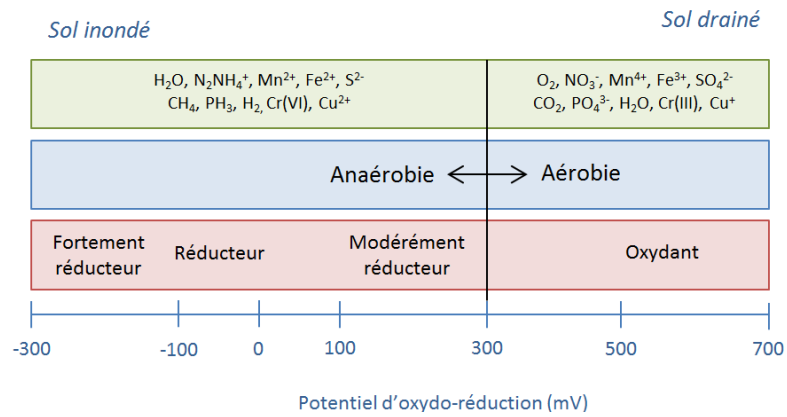 Sol inondé
Sol drainé
H₂O, N₂NH₄⁺, Mn²⁺, Fe²⁺, S²⁻
CH₄, PH₃, H₂, Cr(VI), Cu²⁺
O₂, NO₃⁻, Mn⁴⁺, Fe³⁺, SO₄²⁻
CO₂, PO₄³⁻, H₂O, Cr(III), Cu⁺
Anaérobie
Aérobie
Fortement
réducteur
Réducteur
Modérément
réducteur
Oxydant
-300
-100
0
100
300
500
700
Potentiel d'oxydo-réduction (mV)